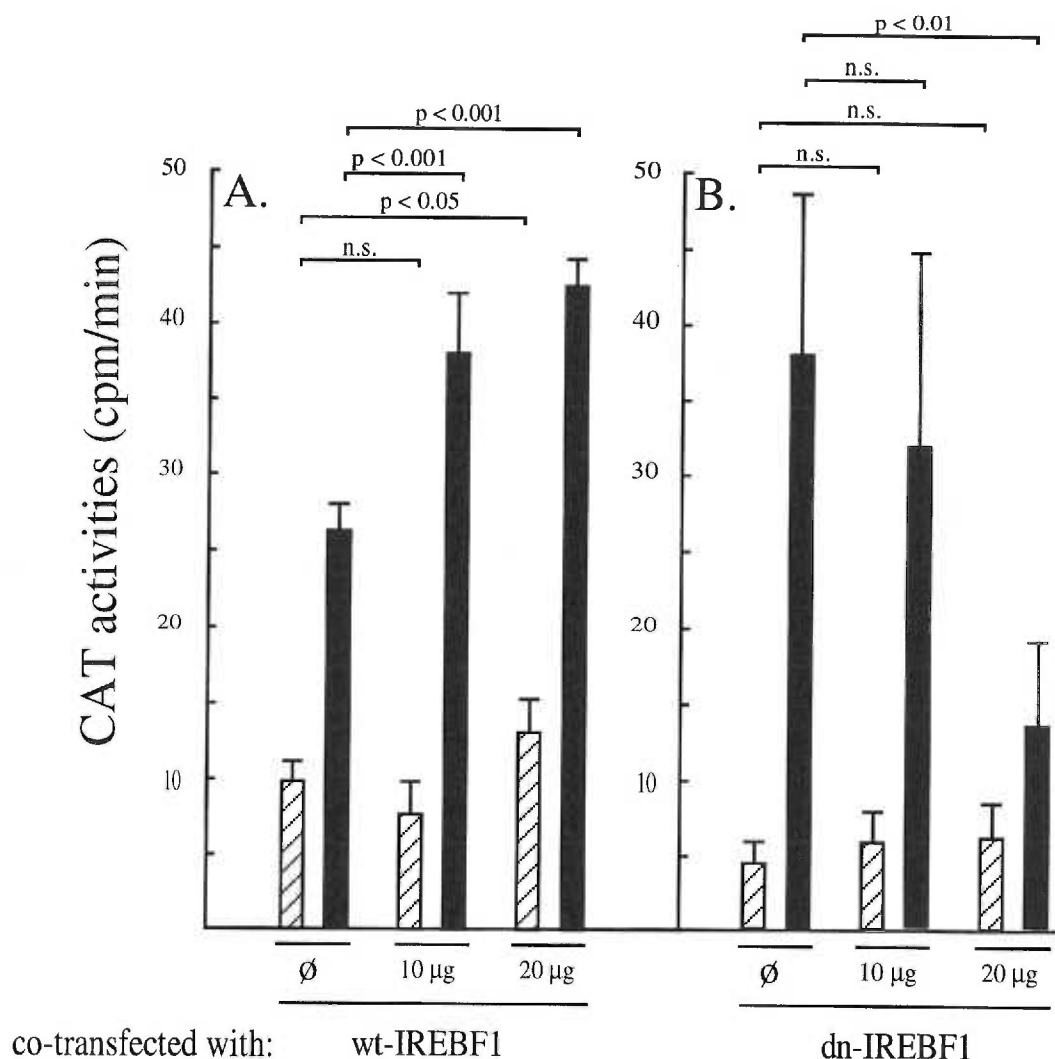 p < 0.01
n.s.
p < 0.001
n.s.
p < 0.001
n.s.
50
A.
p < 0.05
50
B.
n.s.
CAT activities (cpm/min)
40
40
30
30
20
20
10
10
ø
10 µg
20 µg
ø
10 µg
20 µg
co-transfected with:
wt-IREBF1
dn-IREBF1